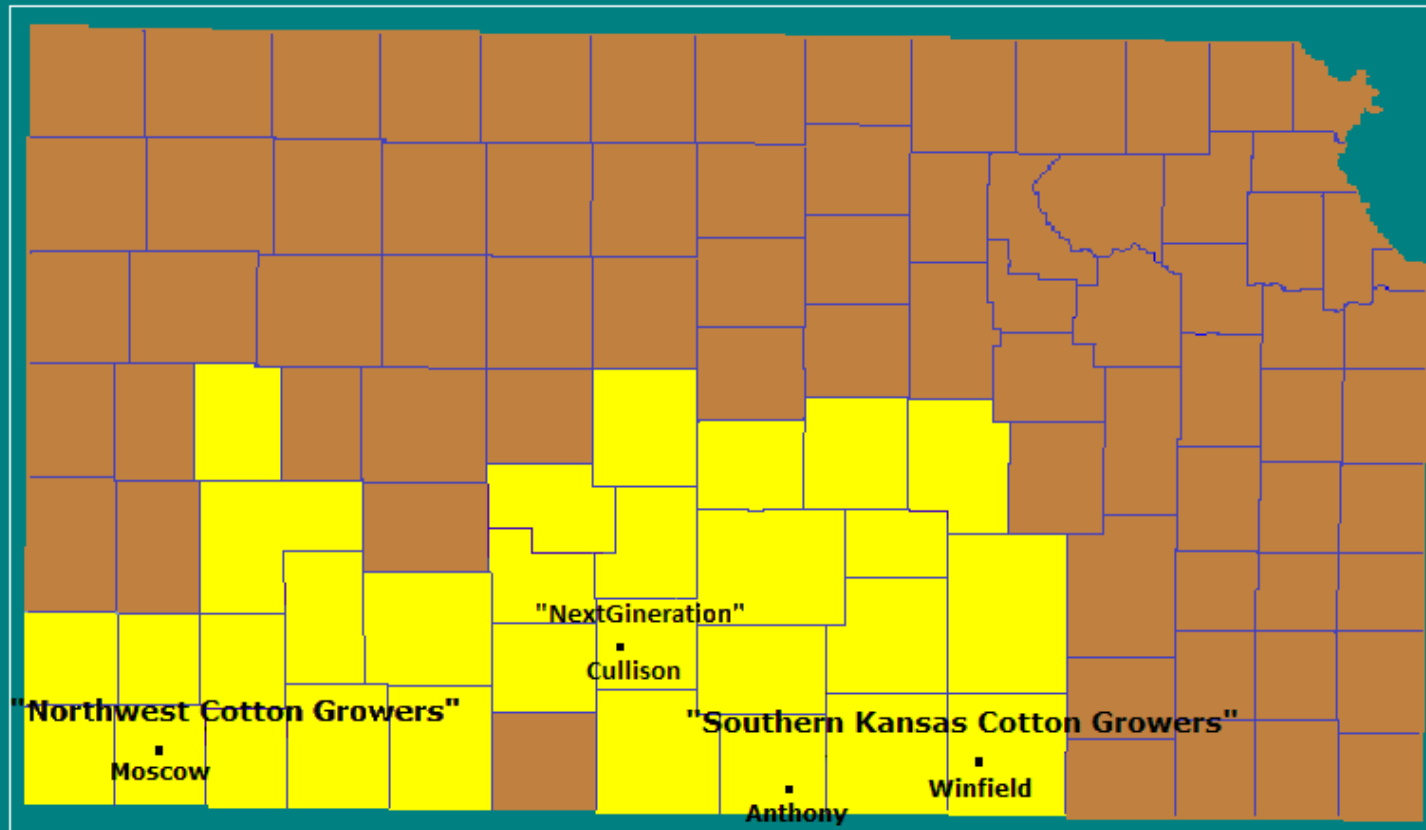 "NextGineration"
Cullison
"Northwest Cotton Growers"
Moscow
"Southern Kansas Cotton Growers"
Winfield
Anthony